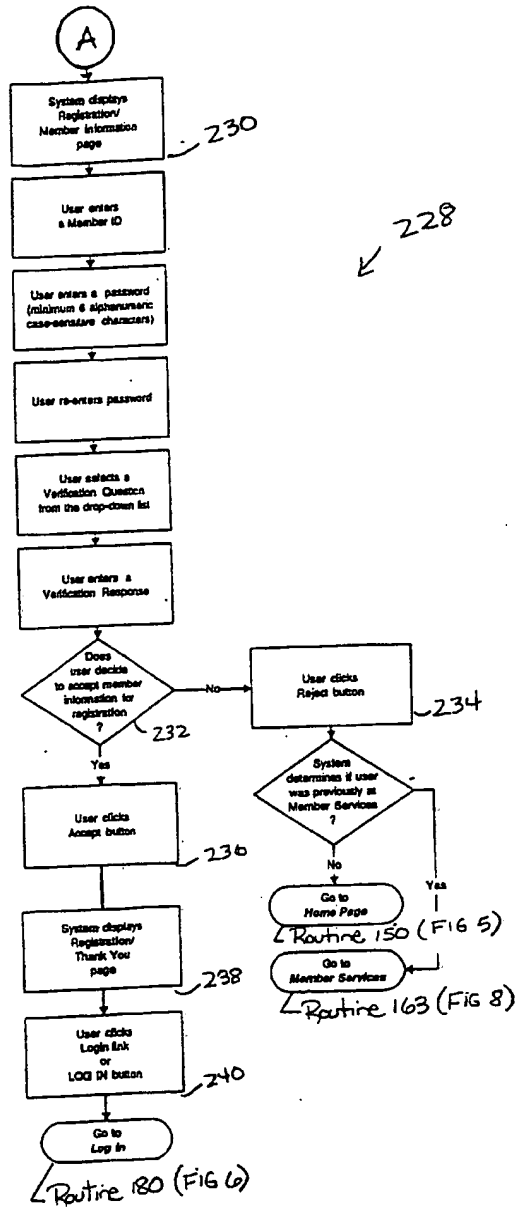 A
System displays
Registration/
Member Information
page
230
228
User enters
a Member ID
User enters a password
(minimum 6 alphanumeric
case-sensitive characters)
User re-enters password
User selects a
Verification Question
from the drop-down list
User enters a
Verification Response
Does
user decide
to accept member
information for
registration
?
232
No
User clicks
Reject button
234
Yes
System
determines if user
was previously at
Member Services
?
User clicks
Accept button
236
No
Yes
Go to
Home Page
Routine 150 (FIG 5)
System displays
Registration/
Thank You
page
238
Go to
Member Services
Routine 163 (FIG 8)
User clicks
Login link
or
LOG IN button
240
Go to
Log In
Routine 180 (FIG 6)